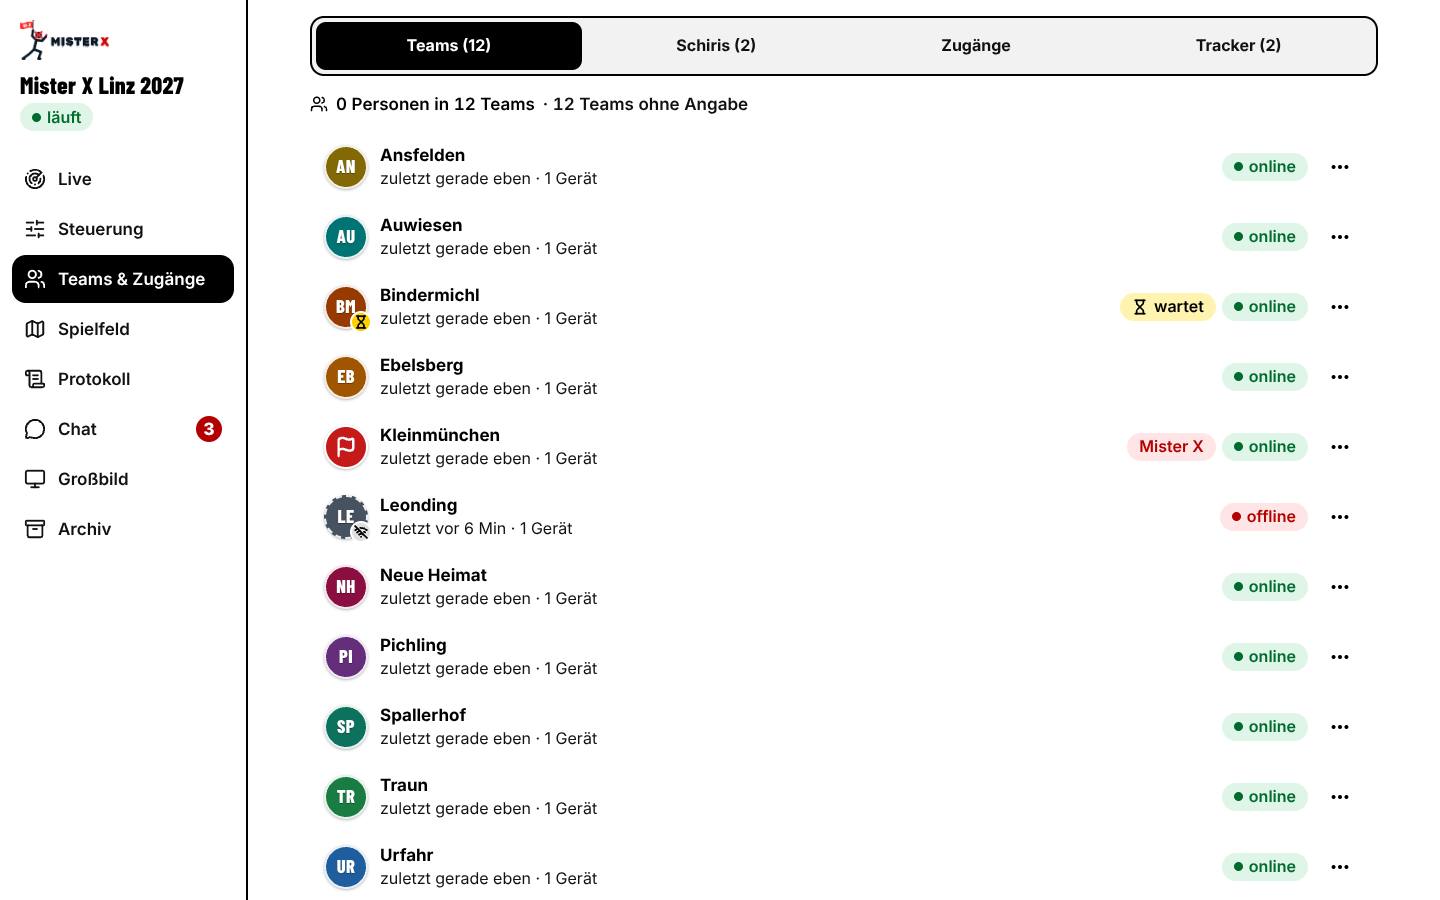 MISTER X
Mister X Linz 2027
läuft
Live
Steuerung
Teams & Zugänge
Spielfeld
Protokoll
Chat
3
Großbild
Archiv
Teams (12)
Schiris (2)
Zugänge
Tracker (2)
0 Personen in 12 Teams · 12 Teams ohne Angabe
AN
Ansfelden
zuletzt gerade eben · 1 Gerät
online
AU
Auwiesen
zuletzt gerade eben · 1 Gerät
online
BM
Bindermichl
zuletzt gerade eben · 1 Gerät
wartet
online
EB
Ebelsberg
zuletzt gerade eben · 1 Gerät
online
Kleinmünchen
zuletzt gerade eben · 1 Gerät
Mister X
online
LE
Leonding
zuletzt vor 6 Min · 1 Gerät
offline
NH
Neue Heimat
zuletzt gerade eben · 1 Gerät
online
PI
Pichling
zuletzt gerade eben · 1 Gerät
online
SP
Spallerhof
zuletzt gerade eben · 1 Gerät
online
TR
Traun
zuletzt gerade eben · 1 Gerät
online
UR
Urfahr
zuletzt gerade eben · 1 Gerät
online